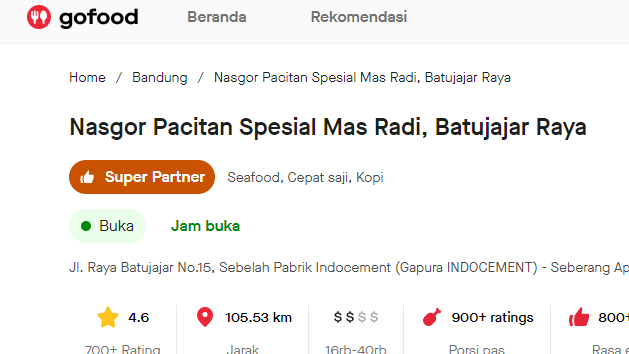 gofood Beranda Rekomendasi
Home / Bandung / Nasgor Pacitan Spesial Mas Radi, Batujajar Raya
Nasgor Pacitan Spesial Mas Radi, Batujajar Raya
Super Partner Seafood, Cepat saji, Kopi
Buka Jam buka
Jl. Raya Batujajar No.15, Sebelah Pabrik Indocement (Gapura INDOCEMENT) - Seberang Ap
4.6 105.53 km $$$$ 900+ ratings 800+
700+ Rating Jarak 16rb-40rb Porsi pas Rasa e